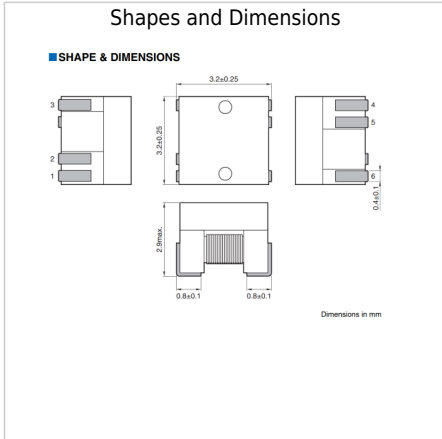 Shapes and Dimensions
SHAPE & DIMENSIONS
3.2±0.25
3
2
1
3.2±0.25
4
5
6
0.4±0.1
2.9max.
0.8±0.1
0.8±0.1
Dimensions in mm